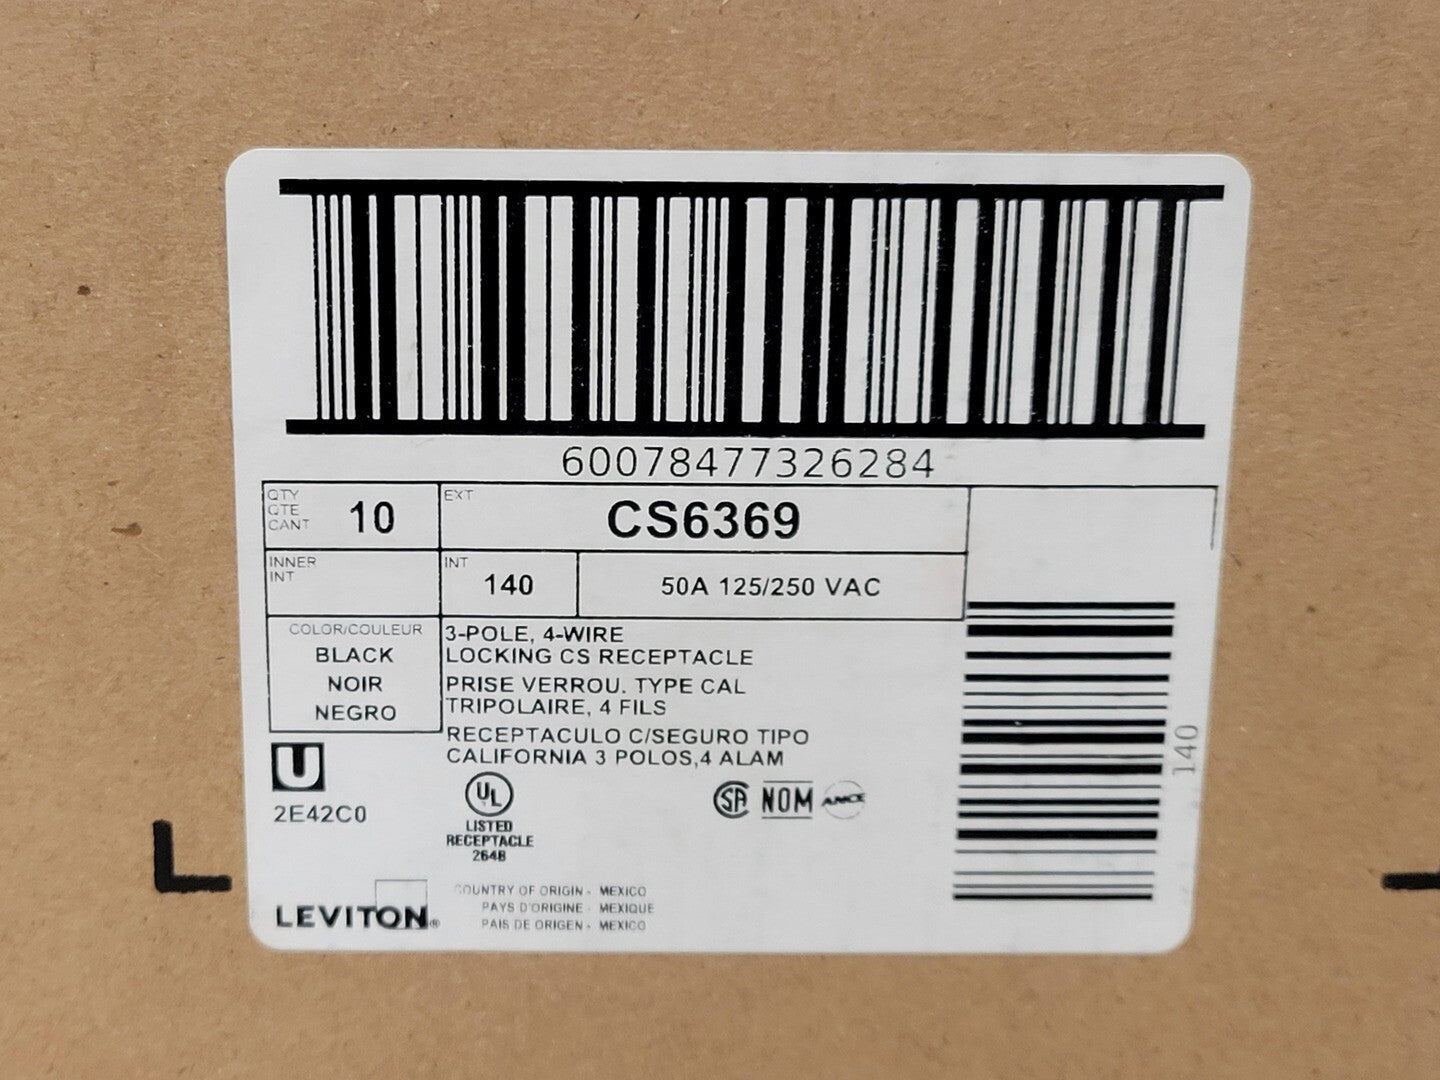 60078477326284
QTY
QTE
CANT
10
EXT
CS6369
INNER
INT
INT
140
50A 125/250 VAC
COLOR/COULEUR
BLACK
NOIR
NEGRO
3-POLE, 4-WIRE
LOCKING CS RECEPTACLE
PRISE VERROU. TYPE CAL
TRIPOLAIRE, 4 FILS
RECEPTACULO C/SEGURO TIPO
CALIFORNIA 3 POLOS,4 ALAM
140
U
2E42C0
UL
LISTED
RECEPTACLE
264B
SA NOM ANCE
LEVITON®
COUNTRY OF ORIGIN - MEXICO
PAYS D'ORIGINE - MEXIQUE
PAIS DE ORIGEN - MEXICO